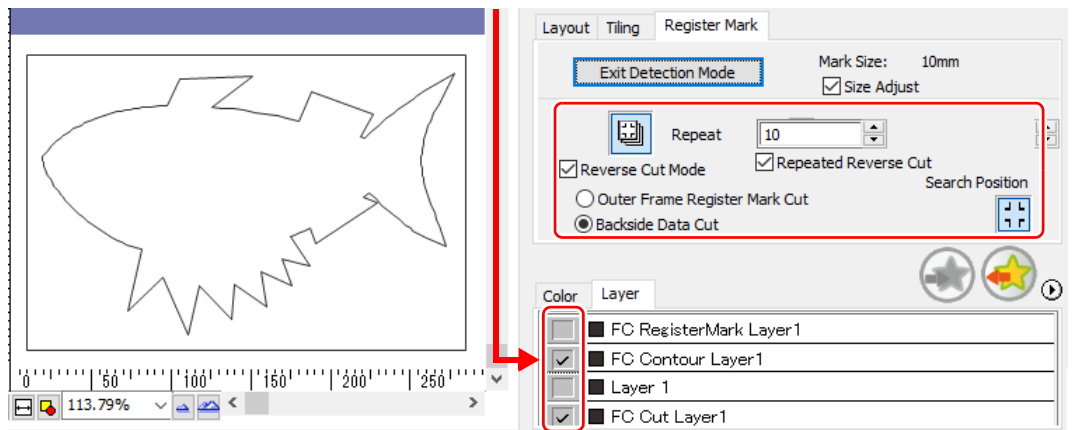 Layout Tiling Register Mark
Exit Detection Mode
Mark Size: 10mm
Size Adjust
Repeat 10
Reverse Cut Mode
Repeated Reverse Cut
Search Position
Outer Frame Register Mark Cut
Backside Data Cut
Color Layer
FC RegisterMark Layer1
FC Contour Layer1
Layer 1
FC Cut Layer1
0 50 100 150 200 250
113.79%